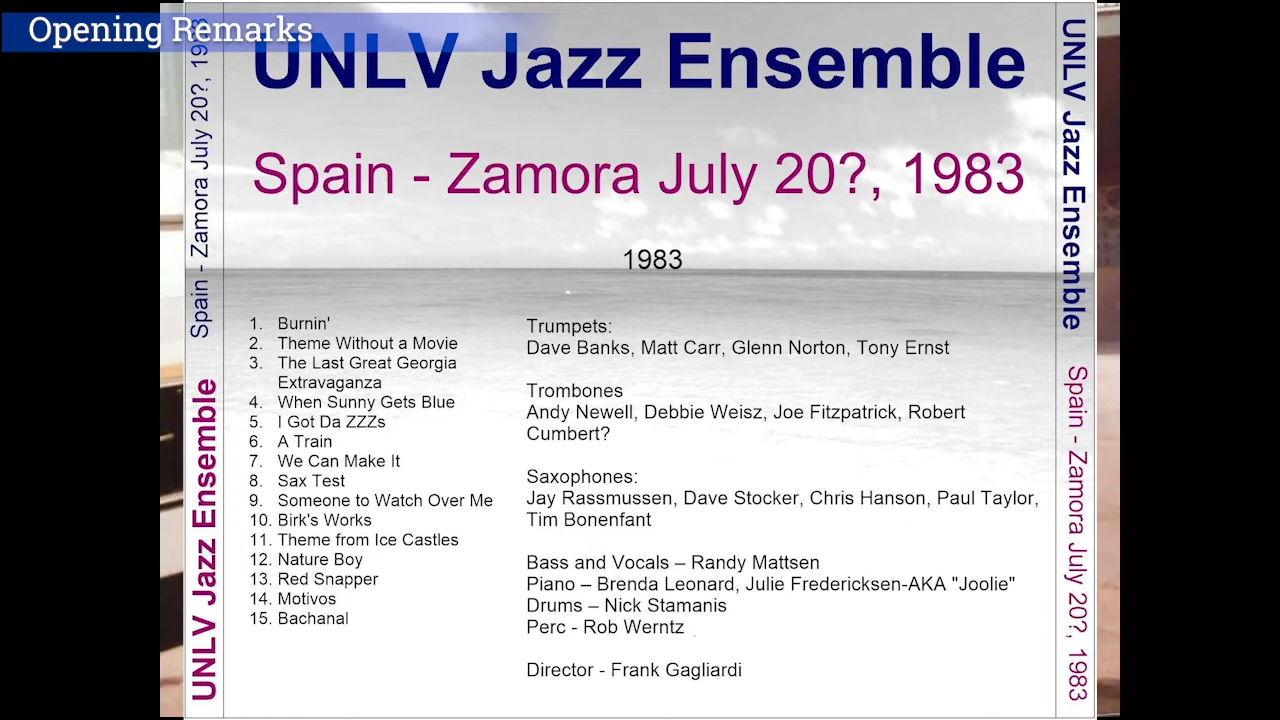 Opening Remarks
UNLV Jazz Ensemble
Spain - Zamora July 20?, 1983
1983
1. Burnin'
2. Theme Without a Movie
3. The Last Great Georgia
Extravaganza
4. When Sunny Gets Blue
5. I Got Da ZZZs
6. A Train
7. We Can Make It
8. Sax Test
9. Someone to Watch Over Me
10. Birk's Works
11. Theme from Ice Castles
12. Nature Boy
13. Red Snapper
14. Motivos
15. Bachanal
Trumpets:
Dave Banks, Matt Carr, Glenn Norton, Tony Ernst
Trombones
Andy Newell, Debbie Weisz, Joe Fitzpatrick, Robert
Cumbert?
Saxophones:
Jay Rassmussen, Dave Stocker, Chris Hanson, Paul Taylor,
Tim Bonenfant
Bass and Vocals – Randy Mattsen
Piano – Brenda Leonard, Julie Fredericksen-AKA "Joolie"
Drums – Nick Stamanis
Perc - Rob Werntz
Director - Frank Gagliardi
UNLV Jazz Ensemble
Spain - Zamora July 20?, 1983
UNLV Jazz Ensemble
Spain - Zamora July 20?, 1983